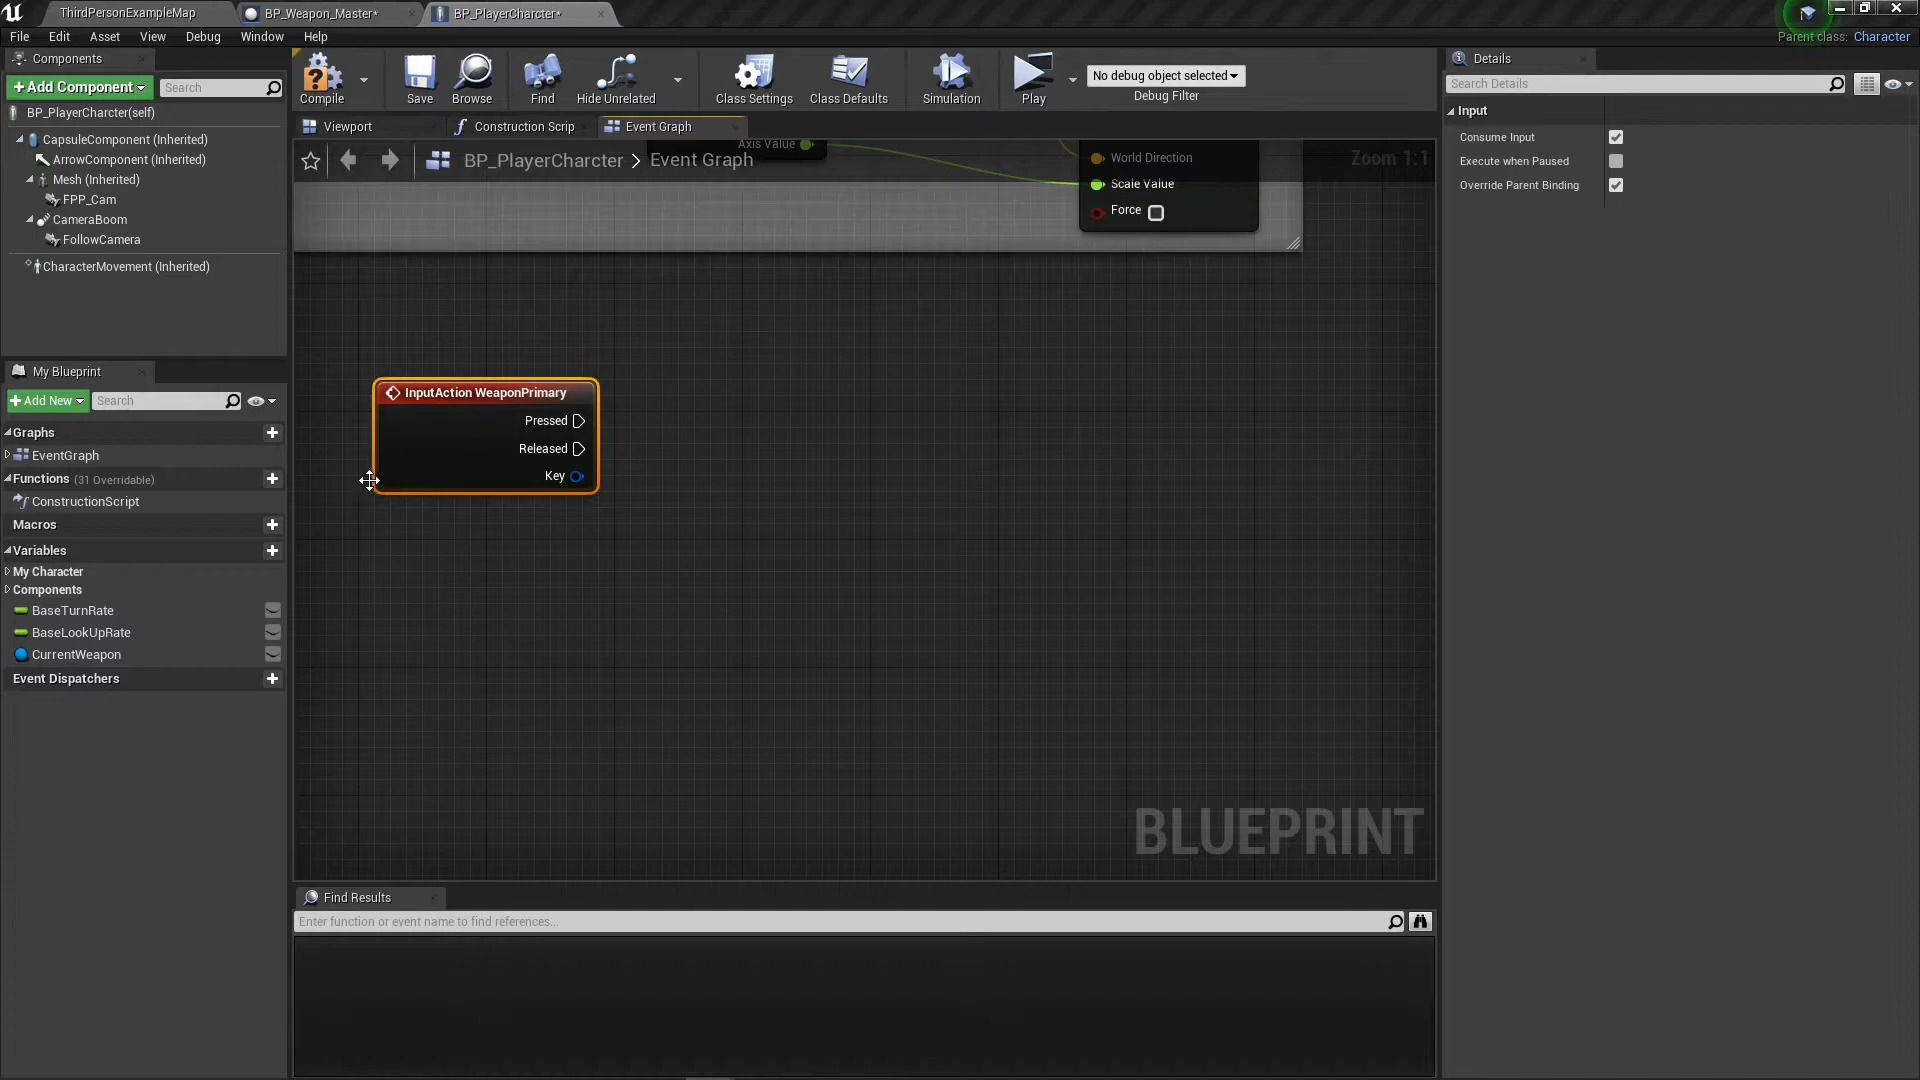 ThirdPersonExampleMap
BP_Weapon_Master*
BP_PlayerCharcter*
File Edit Asset View Debug Window Help
Parent class: Character
Components
+Add Component
Search
BP_PlayerCharcter(self)
CapsuleComponent (Inherited)
ArrowComponent (Inherited)
Mesh (Inherited)
FPP_Cam
CameraBoom
FollowCamera
CharacterMovement (Inherited)
My Blueprint
+Add New
Search
Graphs
EventGraph
Functions (31 Overridable)
ConstructionScript
Macros
Variables
My Character
Components
BaseTurnRate
BaseLookUpRate
CurrentWeapon
Event Dispatchers
Compile
Save
Browse
Find
Hide Unrelated
Class Settings
Class Defaults
Simulation
Play
No debug object selected
Debug Filter
Viewport
Construction Scrip
Event Graph
BP_PlayerCharcter > Event Graph
Zoom 1:1
Axis Value
World Direction
Scale Value
Force
InputAction WeaponPrimary
Pressed
Released
Key
BLUEPRINT
Find Results
Enter function or event name to find references...
Details
Search Details
Input
Consume Input
Execute when Paused
Override Parent Binding